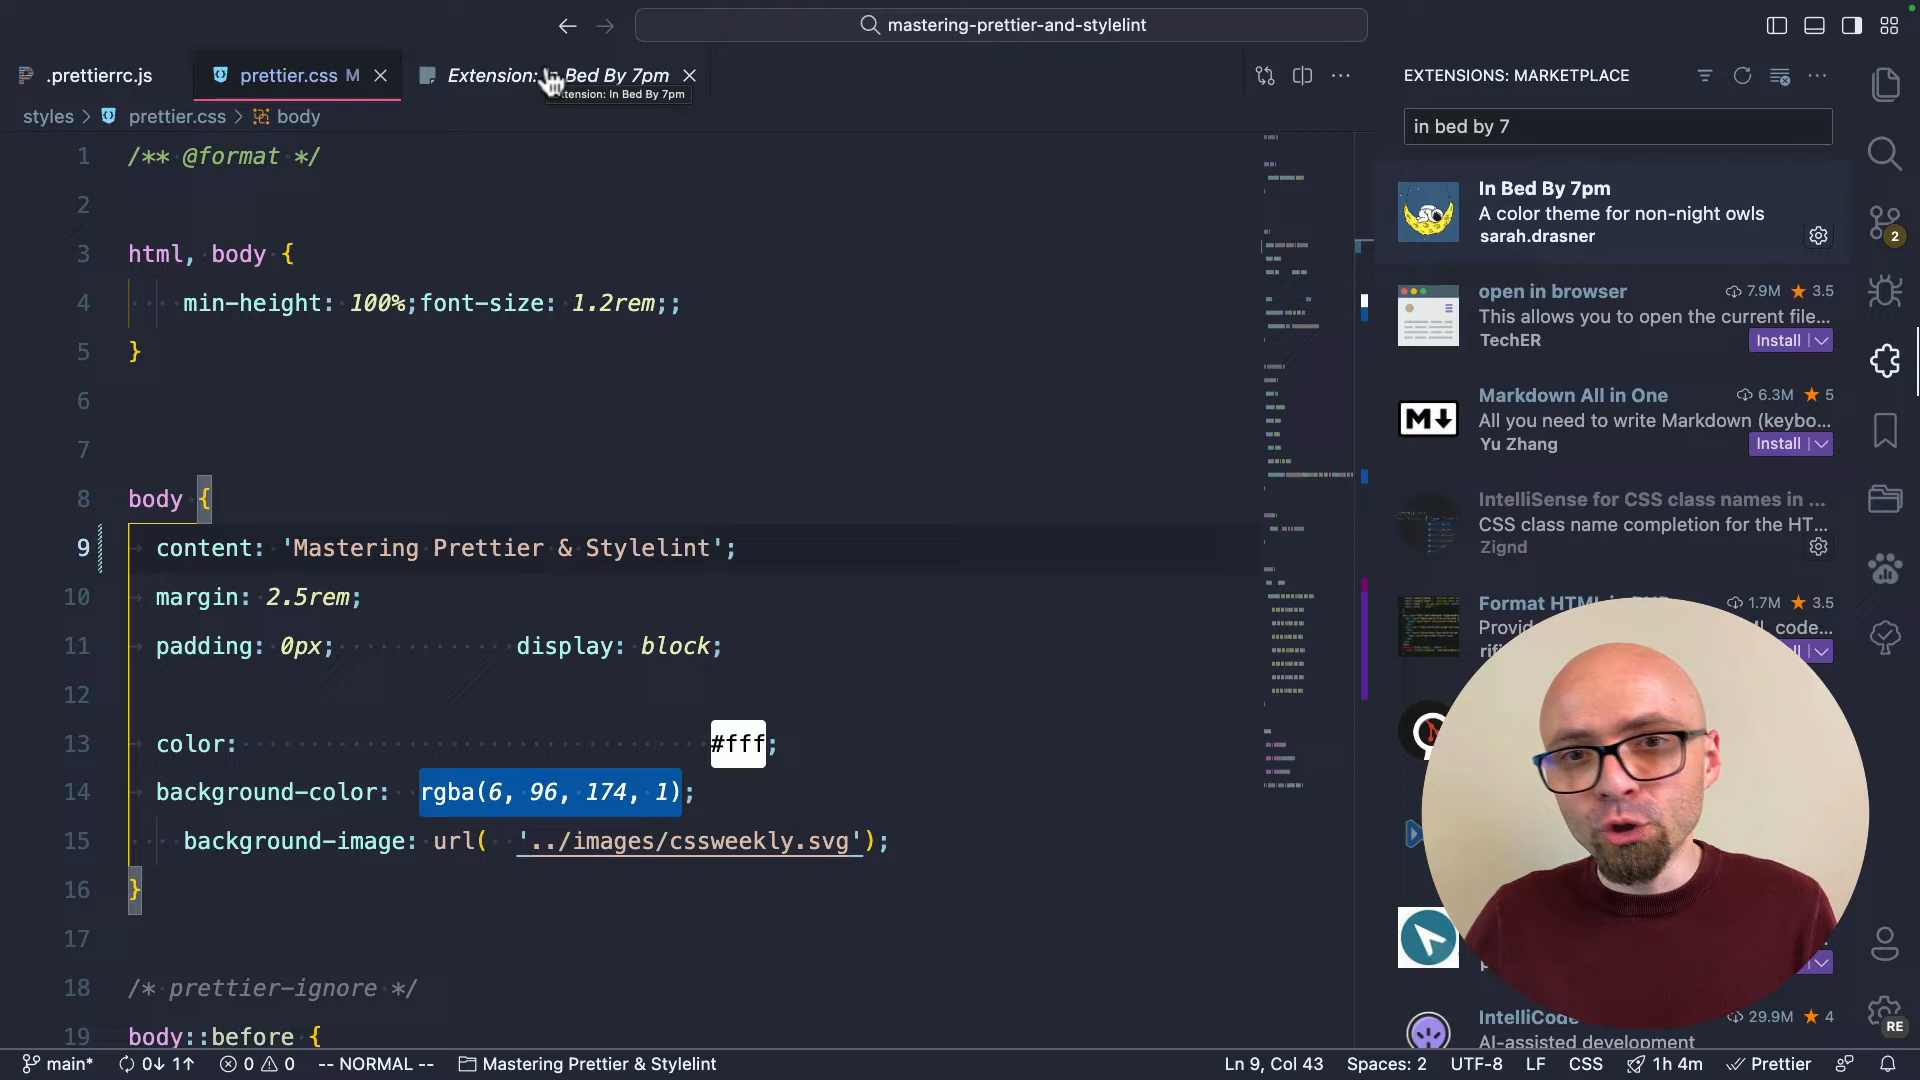 mastering-prettier-and-stylelint
.prettierrc.js
prettier.css M
Extension: In Bed By 7pm
tension: In Bed By 7pm
styles > prettier.css > body
1 /** @format */
2
3 html, body {
4 min-height: 100%;font-size: 1.2rem;;
5 }
6
7
8 body {
9 content: 'Mastering Prettier & Stylelint';
10 margin: 2.5rem;
11 padding: 0px; display: block;
12
13 color: #fff;
14 background-color: rgba(6, 96, 174, 1);
15 background-image: url( '../images/cssweekly.svg');
16 }
17
18 /* prettier-ignore */
19 body::before {
EXTENSIONS: MARKETPLACE
in bed by 7
In Bed By 7pm
A color theme for non-night owls
sarah.drasner
open in browser 7.9M 3.5
This allows you to open the current file...
TechER Install
Markdown All in One 6.3M 5
All you need to write Markdown (keybo...
Yu Zhang Install
IntelliSense for CSS class names in ...
CSS class name completion for the HT...
Zignd
Format HTML 1.7M 3.5
code...
IntelliCode 29.9M 4
AI-assisted development
2
RE
main* 0↓ 1↑ 0 0 -- NORMAL -- Mastering Prettier & Stylelint
Ln 9, Col 43 Spaces: 2 UTF-8 LF CSS 1h 4m Prettier